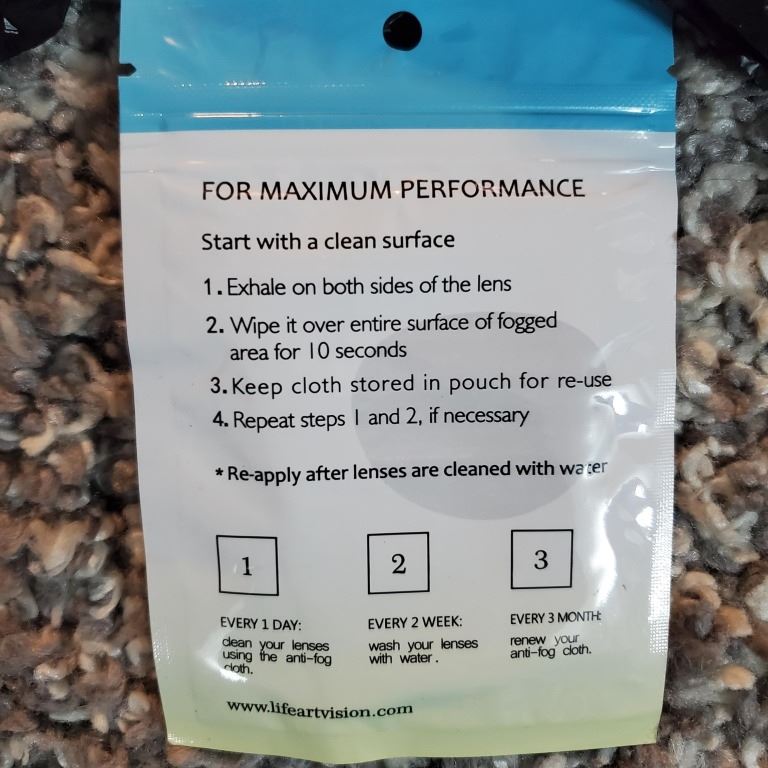 FOR MAXIMUM PERFORMANCE
Start with a clean surface
1. Exhale on both sides of the lens
2. Wipe it over entire surface of fogged
area for 10 seconds
3. Keep cloth stored in pouch for re-use
4. Repeat steps 1 and 2, if necessary
* Re-apply after lenses are cleaned with water
1 2 3
EVERY 1 DAY: EVERY 2 WEEK: EVERY 3 MONTH:
clean your lenses wash your lenses renew your
using the anti-fog with water. anti-fog cloth.
cloth.
www.lifeartvision.com